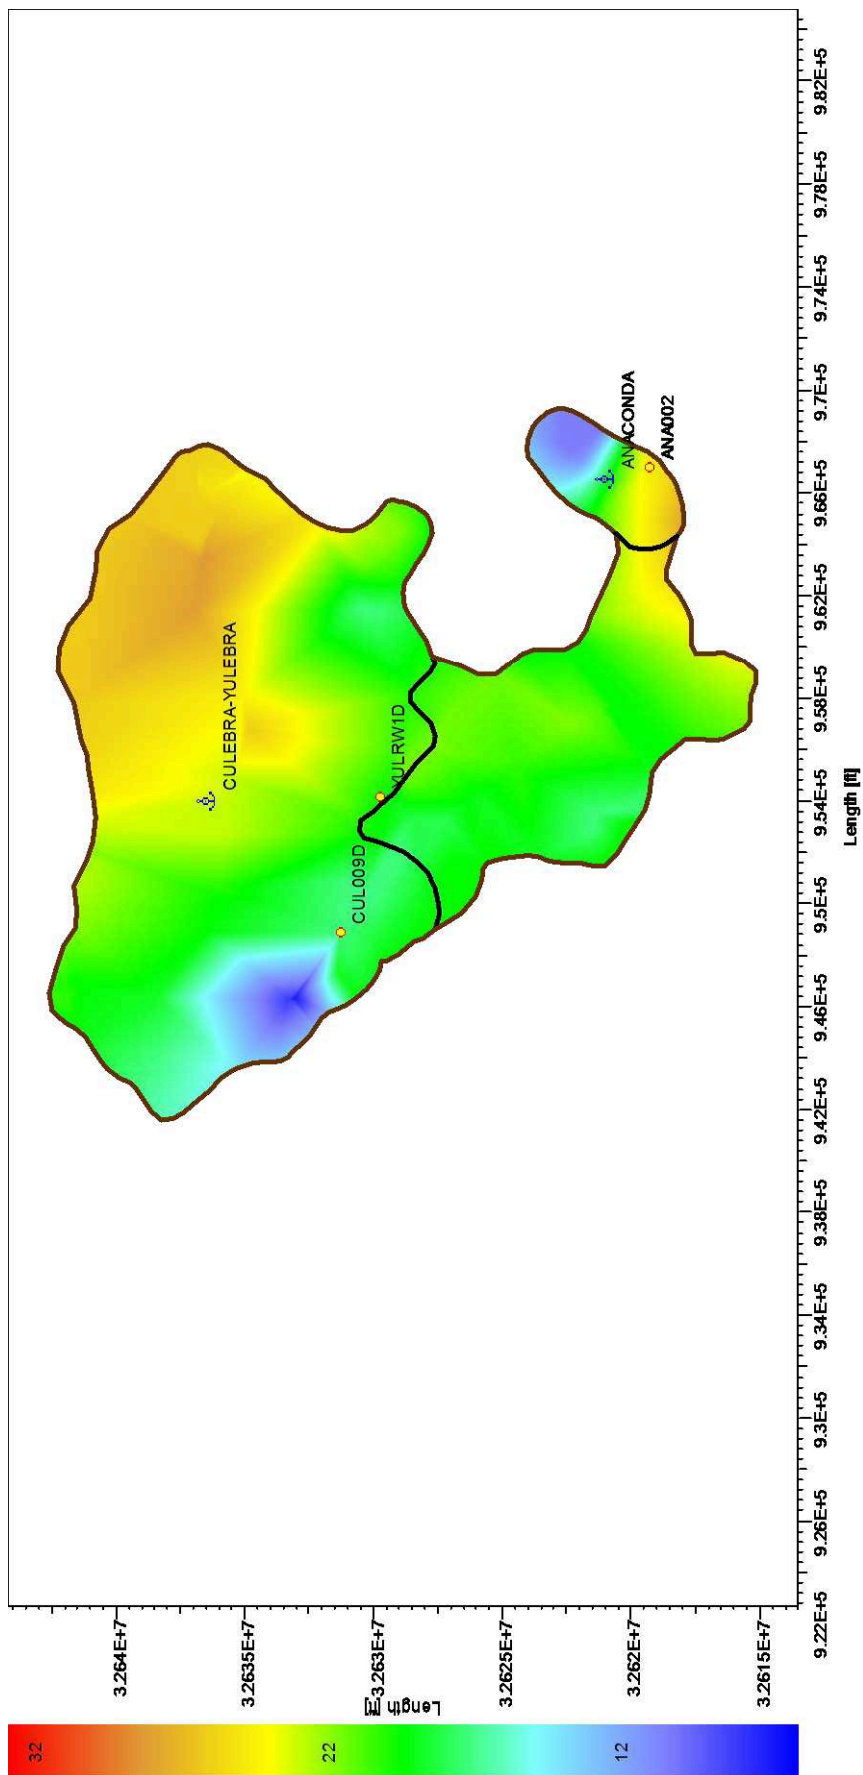 32
22
12
Length [ft]
3.264E+7
3.2635E+7
3.263E+7
3.2625E+7
3.262E+7
3.2615E+7
CULEBRA-YULEBRA
CUL009D
YULRW1D
ANACONDA
ANA002
9.22E+5 9.26E+5 9.3E+5 9.34E+5 9.38E+5 9.42E+5 9.46E+5 9.5E+5 9.54E+5 9.58E+5 9.62E+5 9.66E+5 9.7E+5 9.74E+5 9.78E+5 9.82E+5
Length [ft]